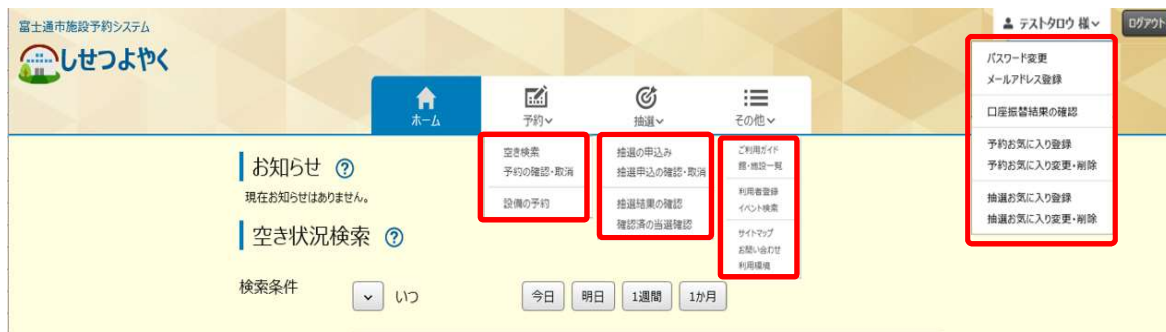 富士通市施設予約システム
しせつよやく
テストタロウ 様
ログアウト
ホーム
予約
抽選
その他
パスワード変更
メールアドレス登録
口座振替結果の確認
予約お気に入り登録
予約お気に入り変更・削除
抽選お気に入り登録
抽選お気に入り変更・削除
空き検索
予約の確認・取消
設備の予約
抽選の申込み
抽選申込の確認・取消
抽選結果の確認
確認済の当選確認
ご利用ガイド
館・施設一覧
利用者登録
イベント検索
サイトマップ
お問い合わせ
利用環境
お知らせ ?
現在お知らせはありません。
空き状況検索 ?
検索条件 いつ 今日 明日 1週間 1か月